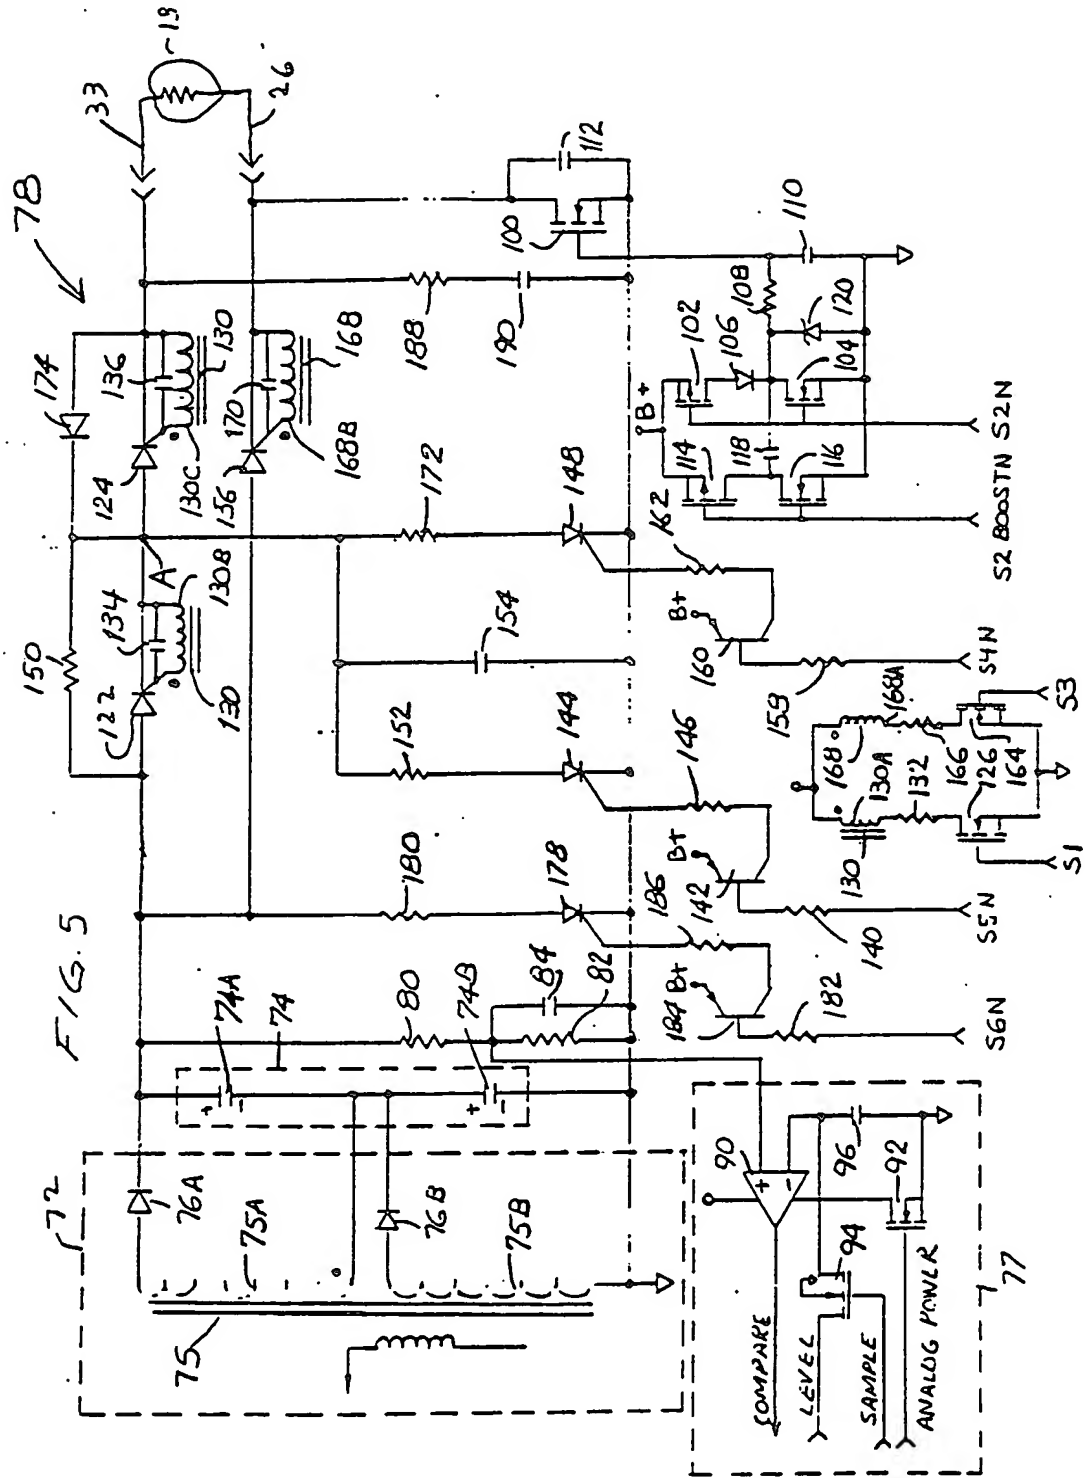 FIG. 5
78
33
19
26
174
136
130
124
130C
170
168
156
168B
150
134
130B
122
130
A
172
148
154
152
144
180
178
188
190
100
112
72
76A
75A
76B
75B
75
74A
74
74B
80
84
82
110
108
120
102
106
104
B+
114
118
116
S2N
S2 BOOSTN
162
B+
160
159
S4N
146
B+
142
140
S5N
186
B+
184
182
S6N
168
168A
130A
166
132
126
164
130
S3
S1
90
+
−
96
92
94
COMPARE
LEVEL
SAMPLE
ANALOG POWER
77
+
−
+
−